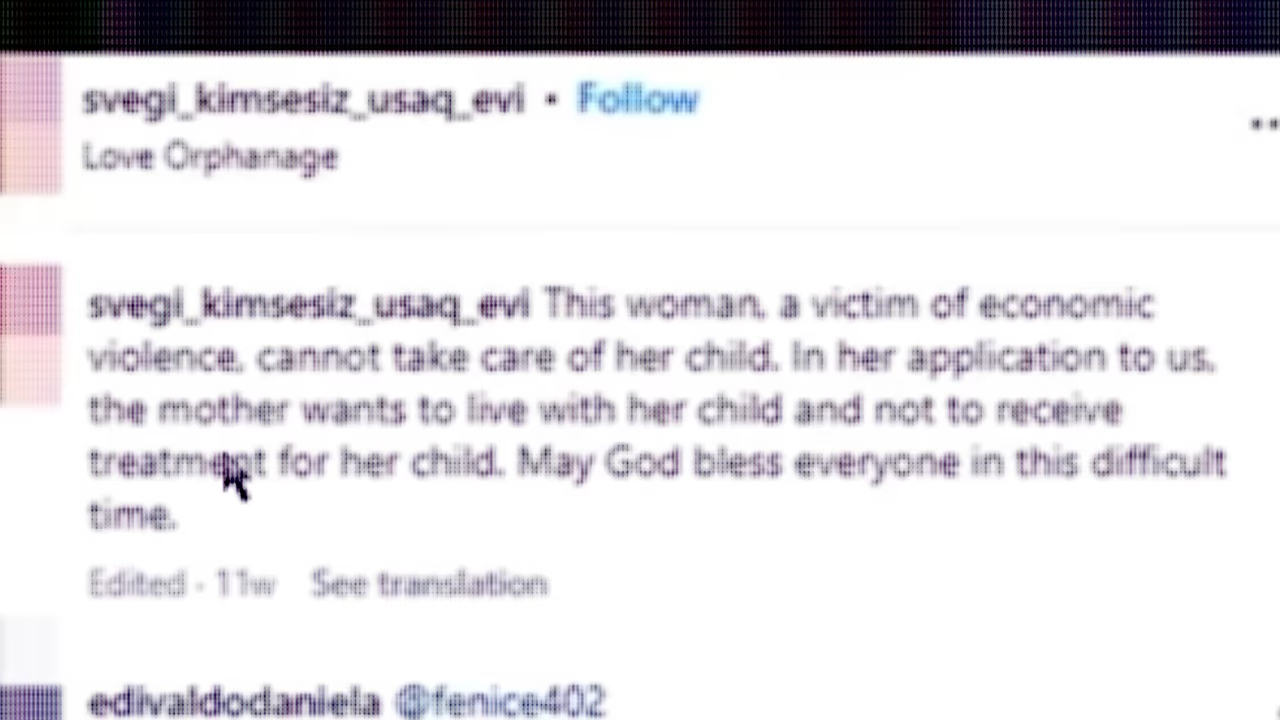 svegi_kimsesiz_usaq_evi • Follow
Love Orphanage
svegi_kimsesiz_usaq_evi This woman, a victim of economic
violence, cannot take care of her child. In her application to us,
the mother wants to live with her child and not to receive
treatment for her child. May God bless everyone in this difficult
time.
Edited · 11w See translation
edivaldodaniela @fenice402